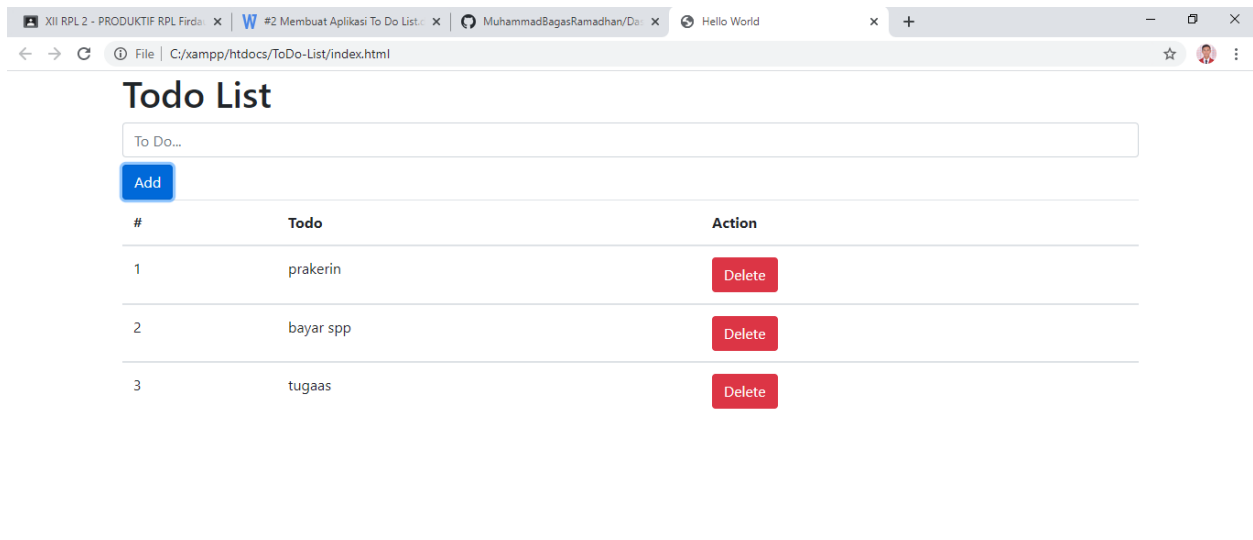 XII RPL 2 - PRODUKTIF RPL Firdau
#2 Membuat Aplikasi To Do List.d
MuhammadBagasRamadhan/Das
Hello World
File | C:/xampp/htdocs/ToDo-List/index.html
Todo List
To Do...
Add
# Todo Action
1 prakerin Delete
2 bayar spp Delete
3 tugaas Delete